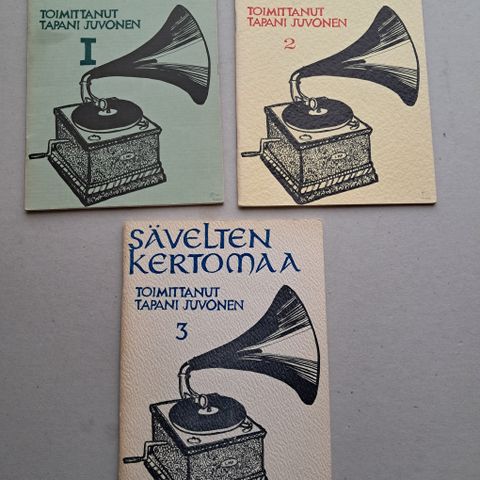 TOIMITTANUT
TAPANI JUVONEN
I
TOIMITTANUT
TAPANI JUVONEN
2
SÄVELTEN
KERTOMAA
TOIMITTANUT
TAPANI JUVONEN
3